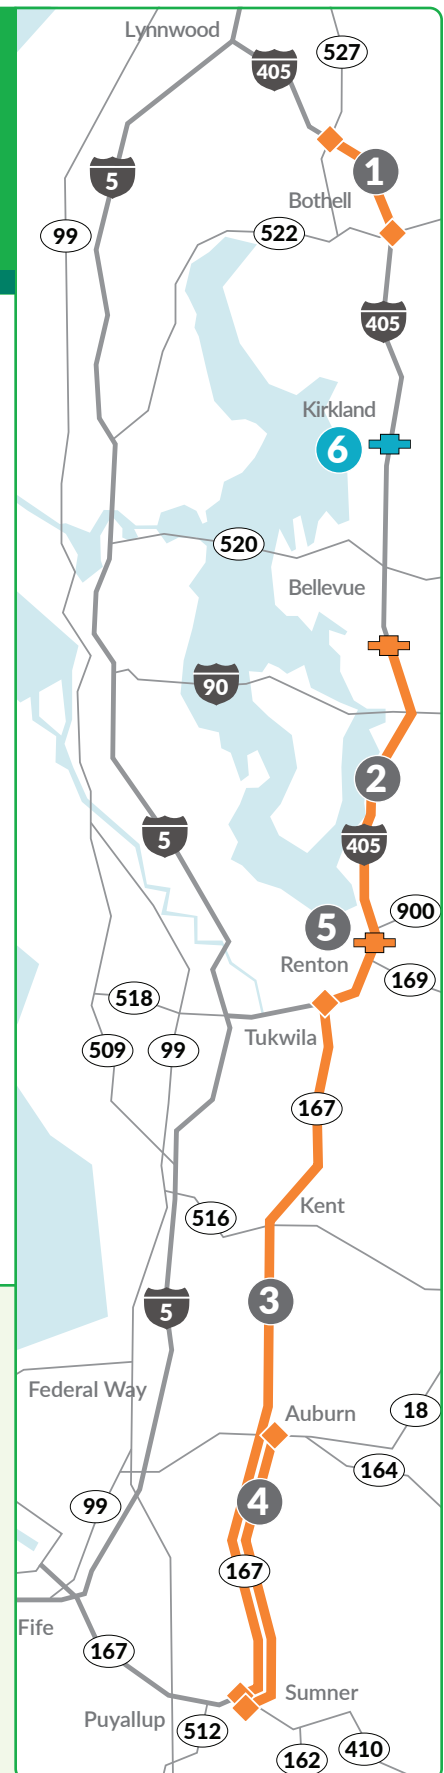 Lynnwood
527
405
1
5
Bothell
99
522
405
Kirkland
6
520
Bellevue
90
2
5
405
900
5
Renton
169
518
Tukwila
509
99
167
Kent
516
3
5
Federal Way
Auburn
18
164
4
99
167
Fife
167
Sumner
Puyallup
512
162
410